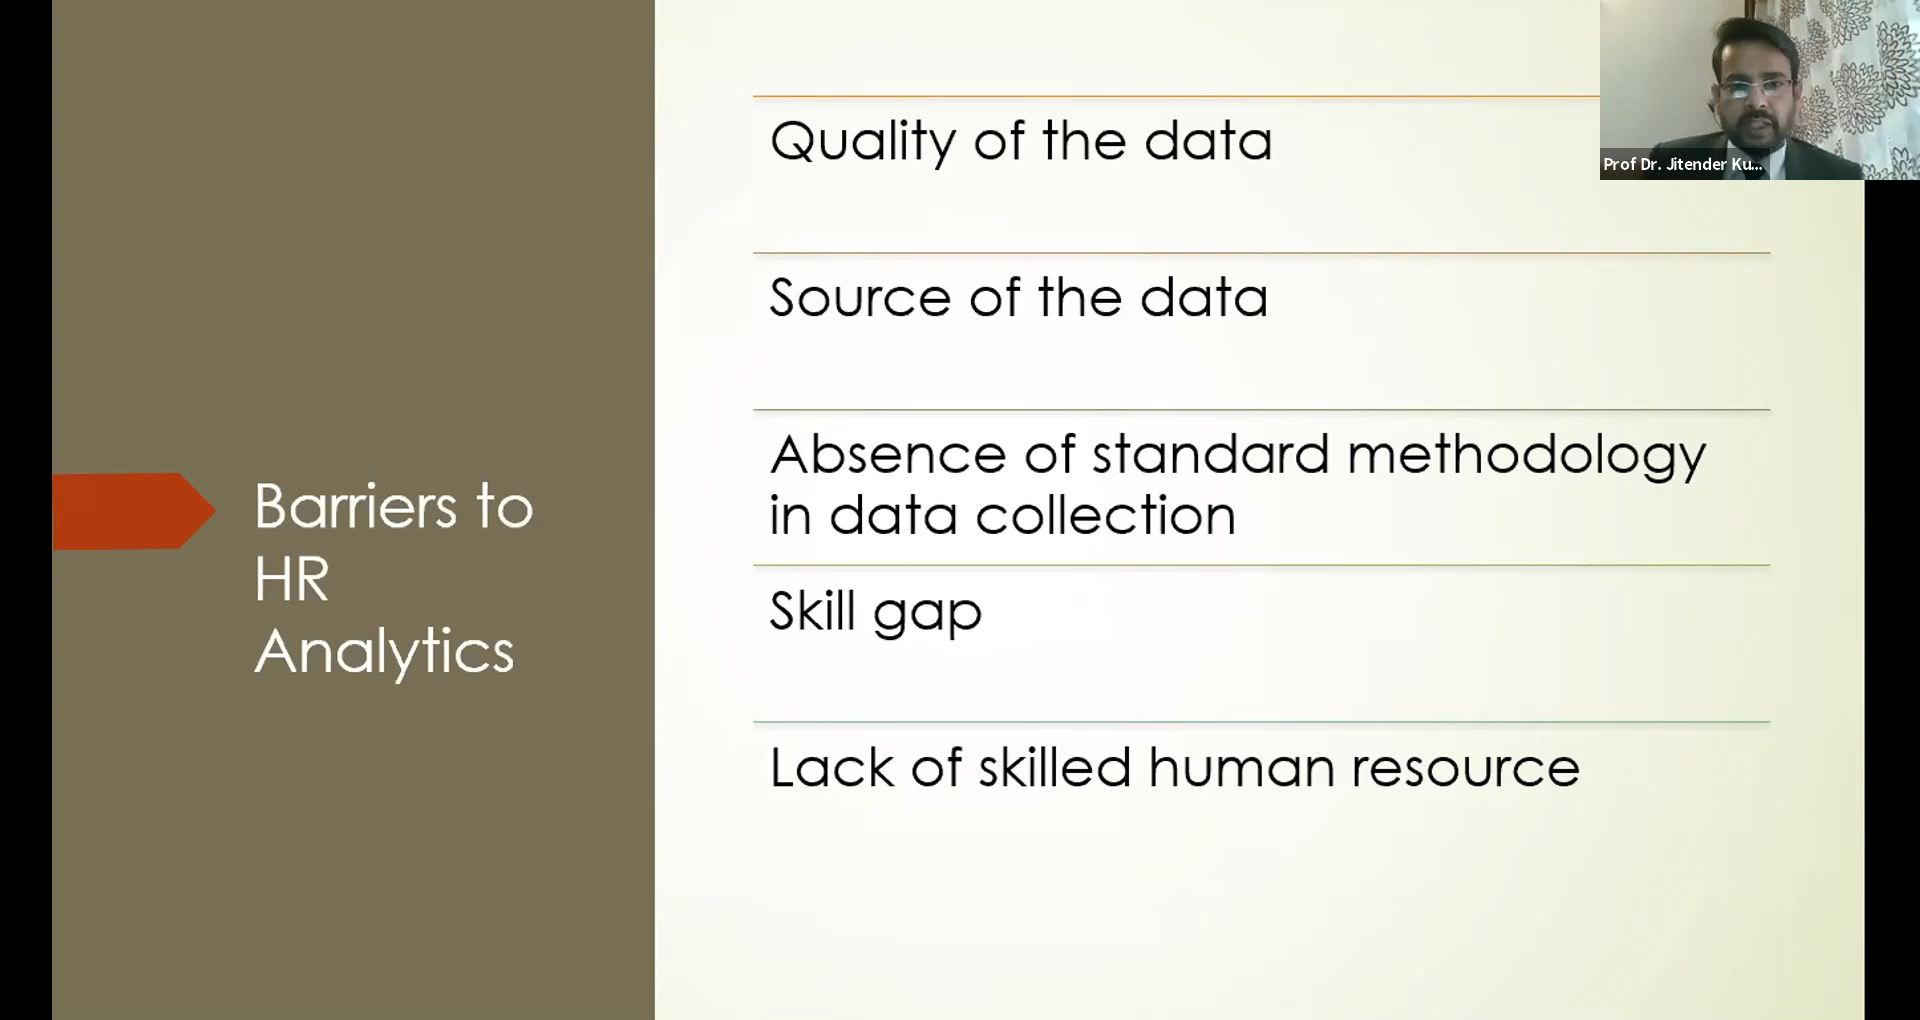 Barriers to
HR
Analytics
Quality of the data
Source of the data
Absence of standard methodology
in data collection
Skill gap
Lack of skilled human resource
Prof Dr. Jitender Ku...